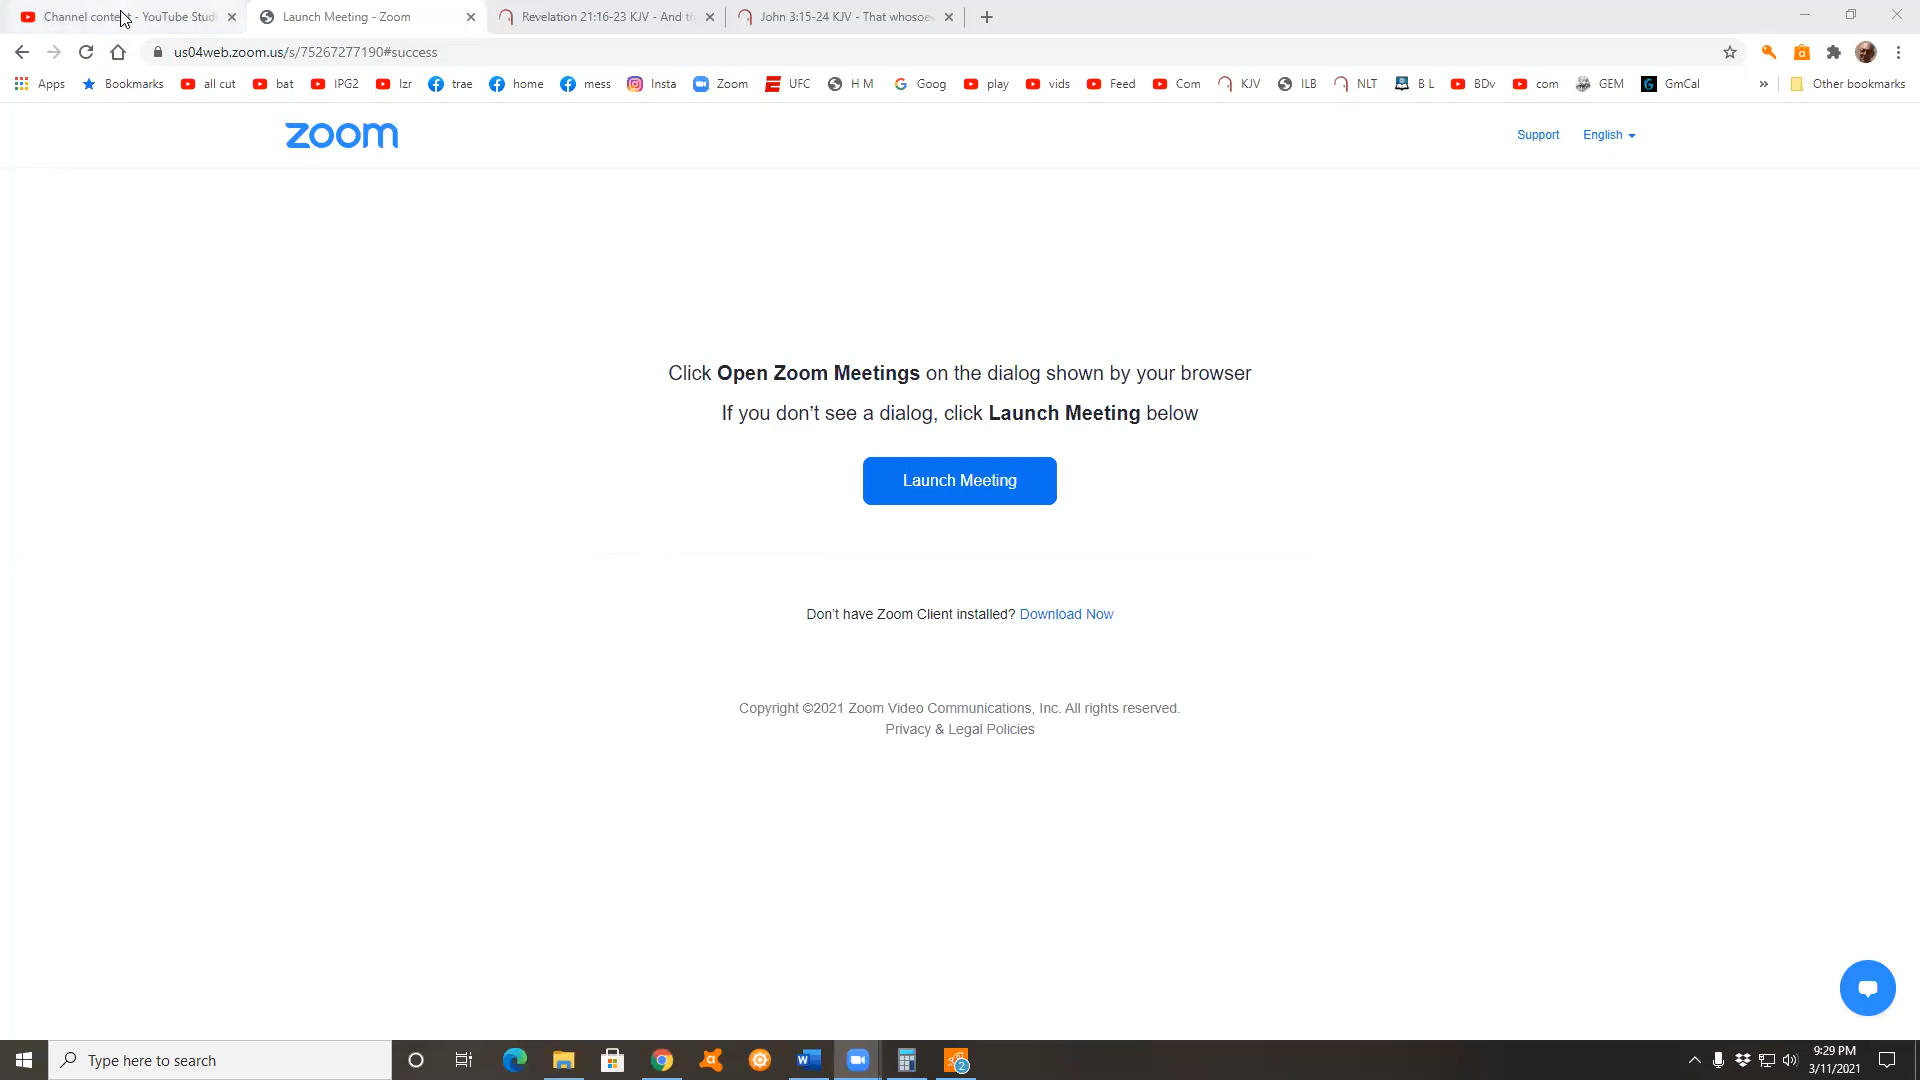 Channel content - YouTube Stud
Launch Meeting - Zoom
Revelation 21:16-23 KJV - And th
John 3:15-24 KJV - That whosoe
us04web.zoom.us/s/75267277190#success
Apps Bookmarks all cut bat IPG2 lzr trae home mess Insta Zoom UFC H M Goog play vids Feed Com KJV ILB NLT B L BDv com GEM GmCal » Other bookmarks
zoom
Support English
Click Open Zoom Meetings on the dialog shown by your browser
If you don’t see a dialog, click Launch Meeting below
Launch Meeting
Don’t have Zoom Client installed? Download Now
Copyright ©2021 Zoom Video Communications, Inc. All rights reserved.
Privacy & Legal Policies
Type here to search
2
9:29 PM
3/11/2021